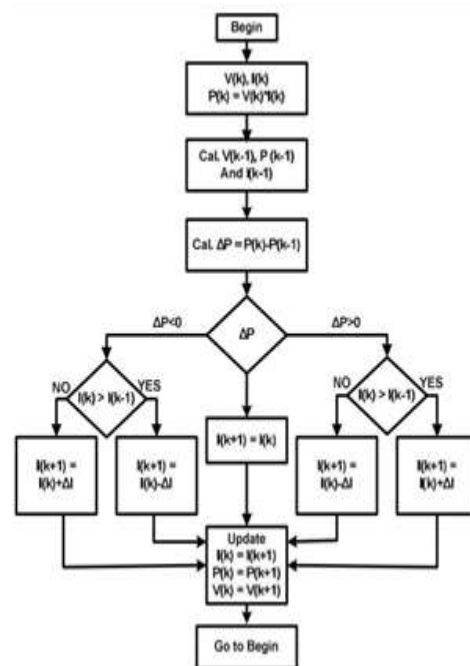 Begin
V(k), I(k)
P(k) = V(k)*I(k)
Cal. V(k-1), P (k-1)
And I(k-1)
Cal. ΔP = P(k)-P(k-1)
ΔP<0
ΔP
ΔP>0
NO
I(k) > I(k-1)
YES
NO
I(k) > I(k-1)
YES
I(k+1) =
I(k)+ΔI
I(k+1) =
I(k)-ΔI
I(k+1) = I(k)
I(k+1) =
I(k)-ΔI
I(k+1) =
I(k)+ΔI
Update
I(k) = I(k+1)
P(k) = P(k+1)
V(k) = V(k+1)
Go to Begin